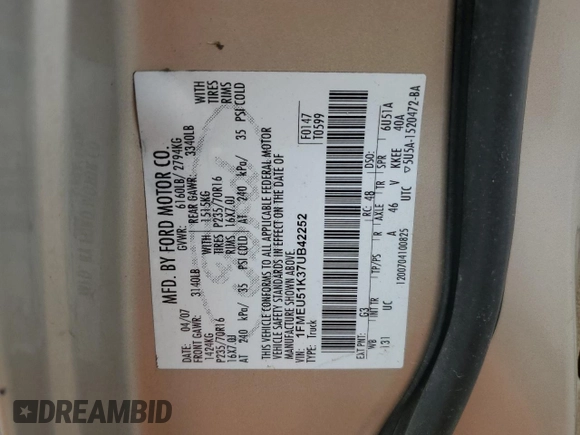 MFD. BY FORD MOTOR CO.
DATE: 04/07 GVWR: 6160LB/ 2794KG
FRONT GAWR: 3140LB REAR GAWR: 3340LB
1424KG 1515KG WITH
P235/70R16 P235/70R16 TIRES
16X7.0J 16X7.0J RIMS
AT 240 kPa/ 35 PSI COLD AT 240 kPa/ 35 PSI COLD
WITH
TIRES
RIMS
THIS VEHICLE CONFORMS TO ALL APPLICABLE FEDERAL MOTOR
VEHICLE SAFETY STANDARDS IN EFFECT ON THE DATE OF
MANUFACTURE SHOWN ABOVE.
VIN: 1FMEU51K37UB42252
TYPE: Truck
F0147
T0599
EXT PNT: G3 RC: 48 DSO:
WB INT TR TP/PS R AXLE TR SPR 6U51A
131 UC A 46 V KKEE 40A
1200704100825 UTC ▽5U5A-1520472-BA
DREAMBID